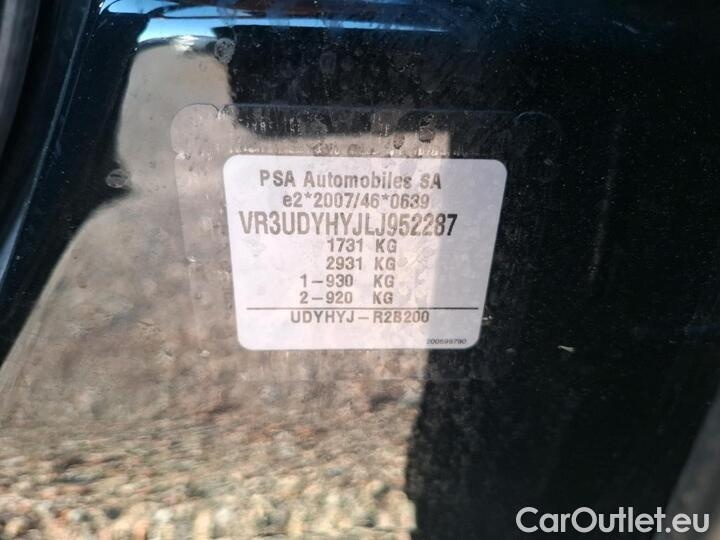 PSA Automobiles SA
e2*2007/46*0639
VR3UDYHYJLJ952287
1731 KG
2931 KG
1-930 KG
2-920 KG
UDYHYJ-R2B200
200599790
CarOutlet.eu